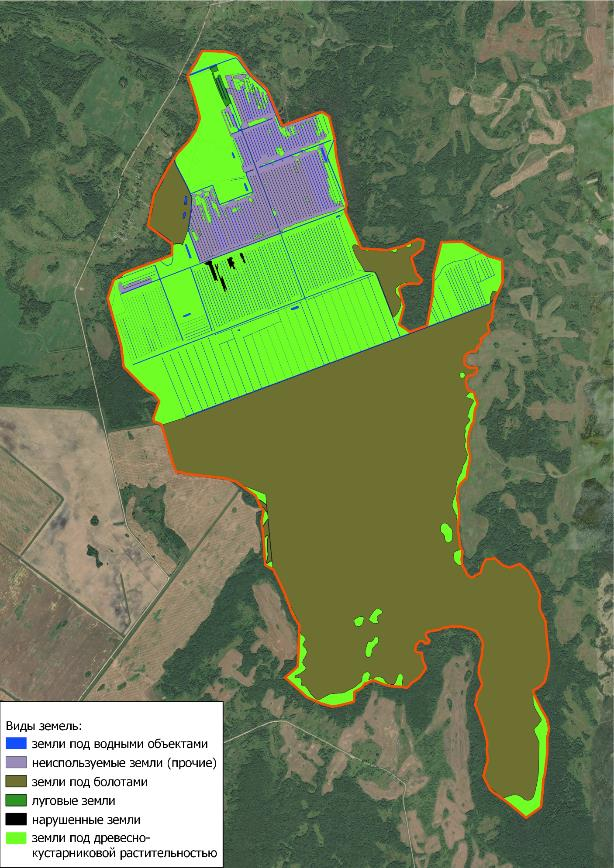 Виды земель:
земли под водными объектами
неиспользуемые земли (прочие)
земли под болотами
луговые земли
нарушенные земли
земли под древесно-
кустарниковой растительностью